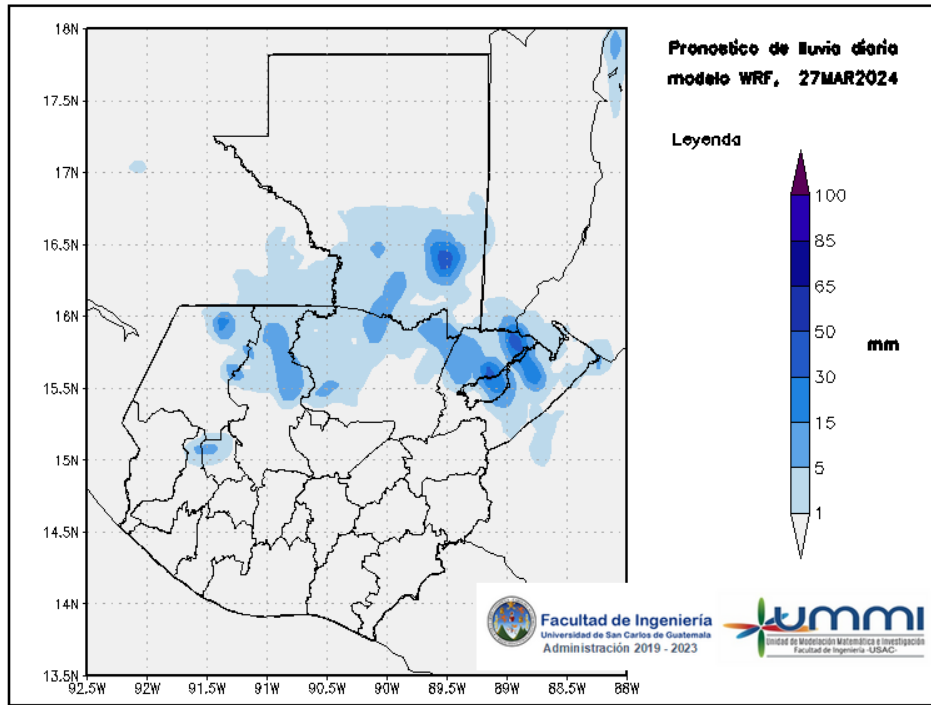 Pronostico de lluvia diaria
modelo WRF, 27MAR2024
Leyenda
100
85
65
50
30
15
5
1
mm
18N
17.5N
17N
16.5N
16N
15.5N
15N
14.5N
14N
13.5N
92.5W
92W
91.5W
91W
90.5W
90W
89.5W
89W
88.5W
88W
Facultad de Ingeniería
Universidad de San Carlos de Guatemala
Administración 2019 - 2023
UMMI
Unidad de Modelación Matemática e Investigación
Facultad de Ingeniería -USAC-